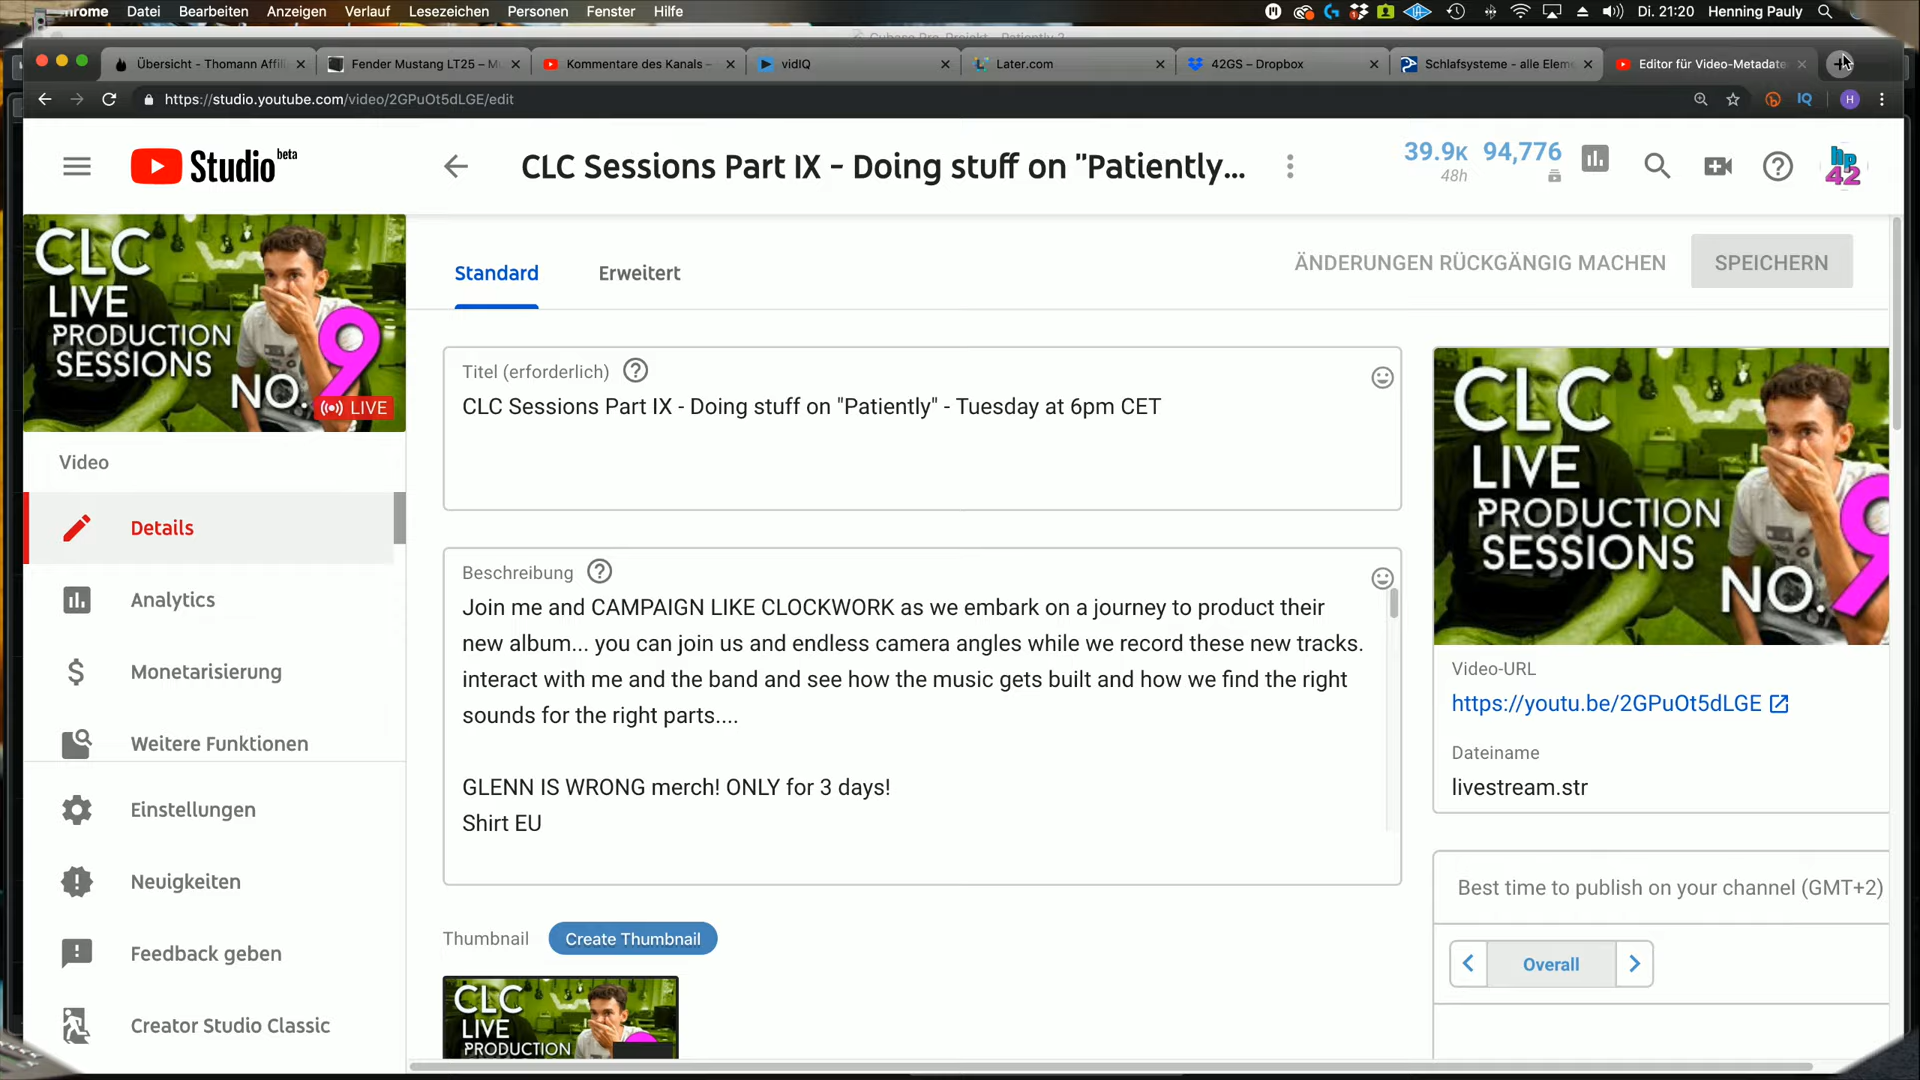 hrome Datei Bearbeiten Anzeigen Verlauf Lesezeichen Personen Fenster Hilfe
Di. 21:20 Henning Pauly
Cubase Pro-Projekt - Patiently 2
Übersicht - Thomann Affili
Fender Mustang LT25 – M
Kommentare des Kanals -
vidIQ
Later.com
42GS – Dropbox
Schlafsysteme - alle Elem
Editor für Video-Metadate
https://studio.youtube.com/video/2GPuOt5dLGE/edit
IQ
H
Studio beta
CLC Sessions Part IX - Doing stuff on "Patiently...
39.9K 94,776
48h
hp
42
CLC
LIVE
PRODUCTION
SESSIONS
NO. 9
LIVE
Standard
Erweitert
ÄNDERUNGEN RÜCKGÄNGIG MACHEN
SPEICHERN
Video
Details
Analytics
Monetarisierung
Weitere Funktionen
Einstellungen
Neuigkeiten
Feedback geben
Creator Studio Classic
Titel (erforderlich)
CLC Sessions Part IX - Doing stuff on "Patiently" - Tuesday at 6pm CET
Beschreibung
Join me and CAMPAIGN LIKE CLOCKWORK as we embark on a journey to product their
new album... you can join us and endless camera angles while we record these new tracks.
interact with me and the band and see how the music gets built and how we find the right
sounds for the right parts....
GLENN IS WRONG merch! ONLY for 3 days!
Shirt EU
Thumbnail
Create Thumbnail
CLC
LIVE
PRODUCTION
CLC
LIVE
PRODUCTION
SESSIONS
NO. 9
Video-URL
https://youtu.be/2GPuOt5dLGE
Dateiname
livestream.str
Best time to publish on your channel (GMT+2)
Overall